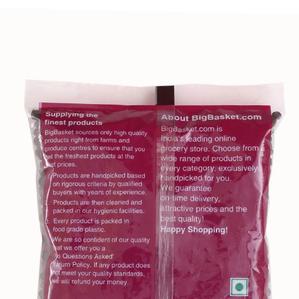 Supplying the
finest products
BigBasket sources only high quality
products right from farms and
produce centres to ensure that you
get the freshest products at the
best prices.
Products are handpicked based
on rigorous criteria by qualified
buyers with years of experience.
Products are then cleaned and
packed in our hygienic facilities.
Every product is packed in
food grade plastic.
We are so confident of our quality
that we offer you a
to Questions Asked'
turn Policy. If any product does
not meet your quality standards,
we will refund your money.
About BigBasket.com
BigBasket.com is
India's leading online
grocery store. Choose from a
wide range of products in
every category: exclusively
handpicked for you.
We guarantee
on-time delivery,
attractive prices and the
best quality!
Happy Shopping!